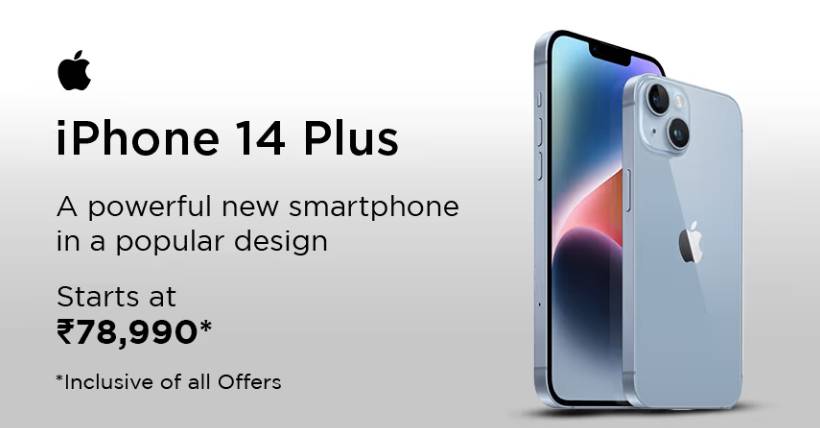 iPhone 14 Plus
A powerful new smartphone
in a popular design
Starts at
₹78,990*
*Inclusive of all Offers